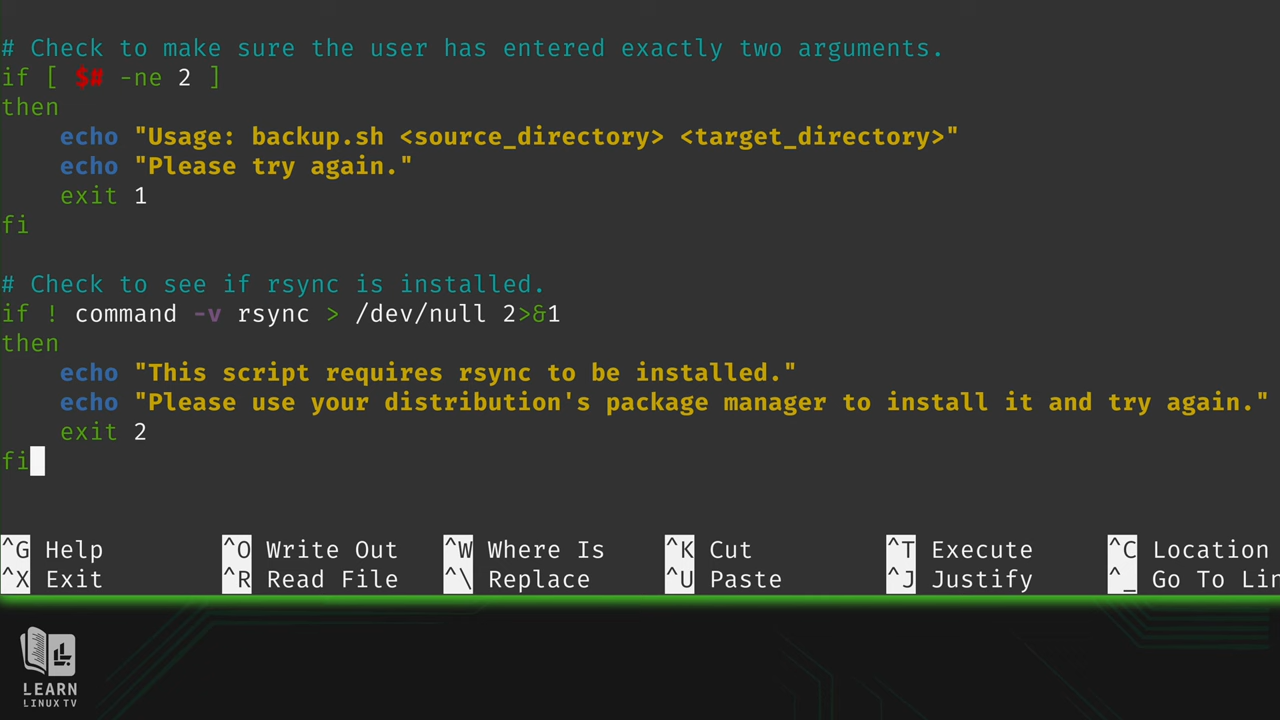 # Check to make sure the user has entered exactly two arguments.
if [ $# -ne 2 ]
then
    echo "Usage: backup.sh <source_directory> <target_directory>"
    echo "Please try again."
    exit 1
fi

# Check to see if rsync is installed.
if ! command -v rsync > /dev/null 2>&1
then
    echo "This script requires rsync to be installed."
    echo "Please use your distribution's package manager to install it and try again."
    exit 2
fi

^G Help ^O Write Out ^W Where Is ^K Cut ^T Execute ^C Location
^X Exit ^R Read File ^\ Replace ^U Paste ^J Justify ^_ Go To Lin
LEARN
LINUX TV